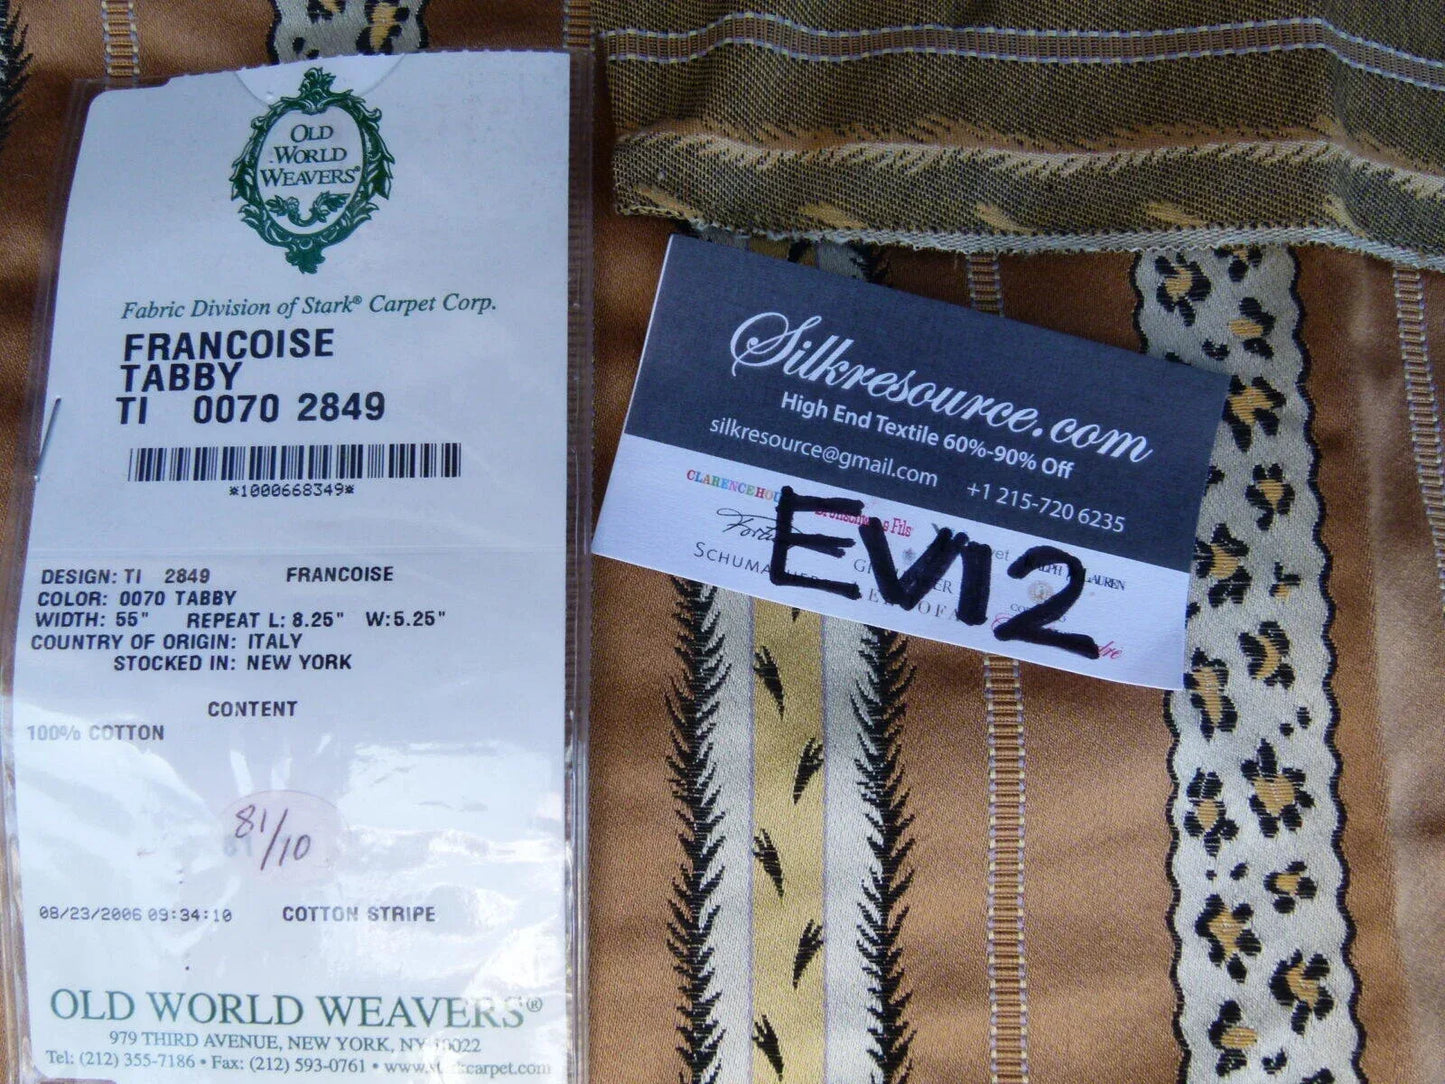 OLD
WORLD
WEAVERS®
Fabric Division of Stark® Carpet Corp.
FRANCOISE
TABBY
TI 0070 2849
*1000668349*
DESIGN: TI 2849 FRANCOISE
COLOR: 0070 TABBY
WIDTH: 55" REPEAT L: 8.25" W:5.25"
COUNTRY OF ORIGIN: ITALY
STOCKED IN: NEW YORK
CONTENT
100% COTTON
81/10
08/23/2006 09:34:10 COTTON STRIPE
OLD WORLD WEAVERS®
979 THIRD AVENUE, NEW YORK, NY 10022
Tel: (212) 355-7186 • Fax: (212) 593-0761 • www.starkcarpet.com
Silkresource.com
High End Textile 60%-90% Off
silkresource@gmail.com +1 215-720 6235
EV12